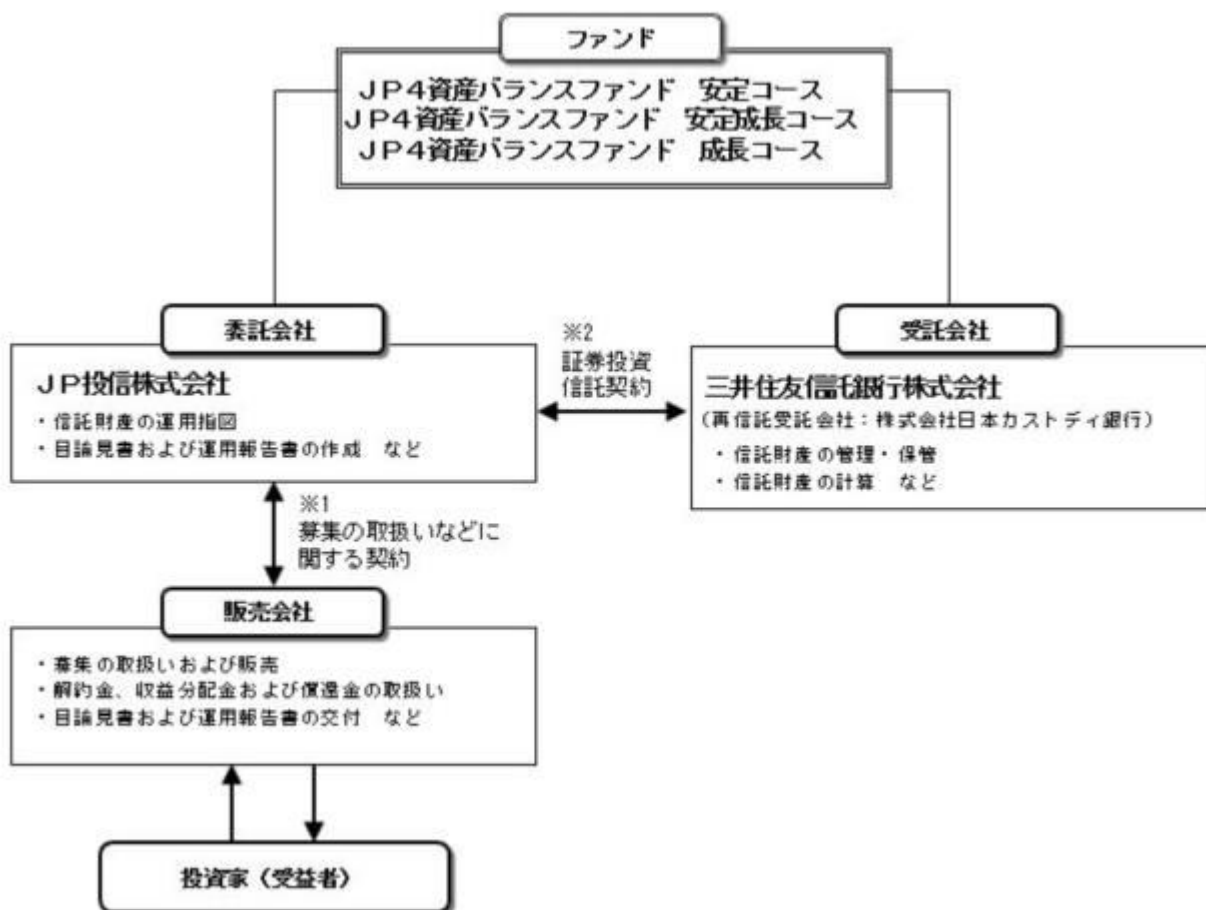 ファンド
JP4資産バランスファンド 安定コース
JP4資産バランスファンド 安定成長コース
JP4資産バランスファンド 成長コース
委託会社
JP投信株式会社
・信託財産の運用指図
・目論見書および運用報告書の作成 など
※2
証券投資
信託契約
受託会社
三井住友信託銀行株式会社
(再信託受託会社:株式会社日本カストディ銀行)
・信託財産の管理・保管
・信託財産の計算 など
※1
募集の取扱いなどに
関する契約
販売会社
・募集の取扱いおよび販売
・解約金、収益分配金および償還金の取扱い
・目論見書および運用報告書の交付 など
投資家(受益者)